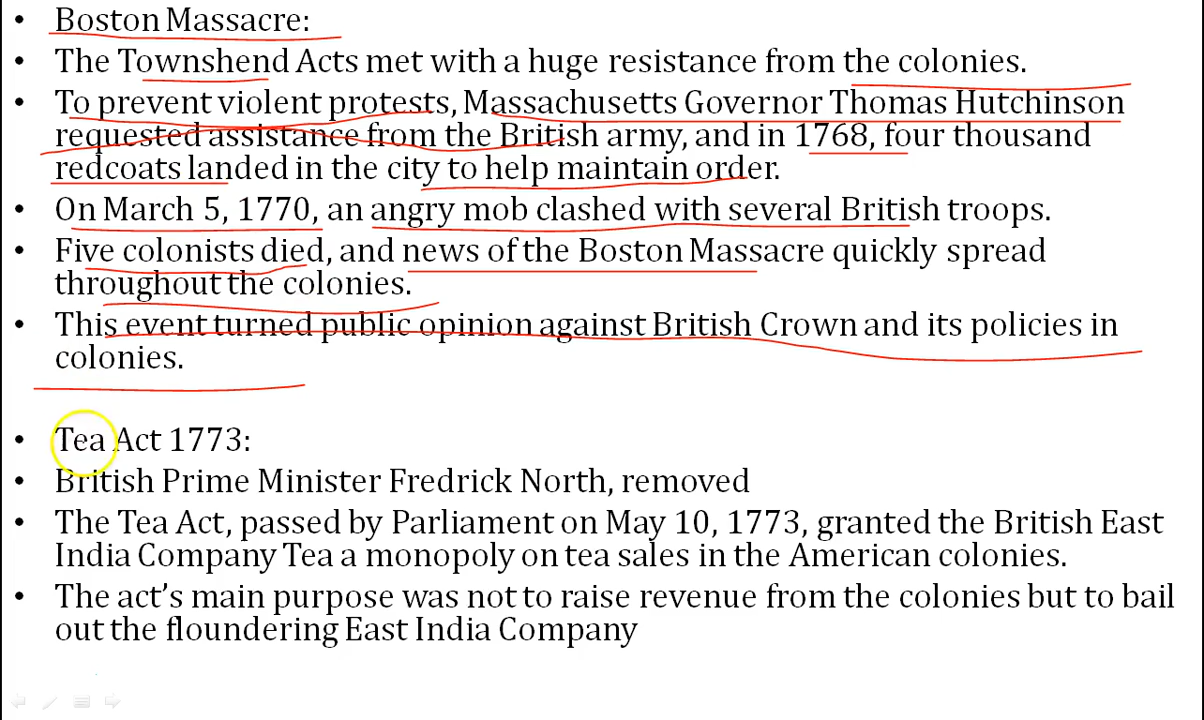 • Boston Massacre:
• The Townshend Acts met with a huge resistance from the colonies.
• To prevent violent protests, Massachusetts Governor Thomas Hutchinson
requested assistance from the British army, and in 1768, four thousand
redcoats landed in the city to help maintain order.
• On March 5, 1770, an angry mob clashed with several British troops.
• Five colonists died, and news of the Boston Massacre quickly spread
throughout the colonies.
• This event turned public opinion against British Crown and its policies in
colonies.
• Tea Act 1773:
• British Prime Minister Fredrick North, removed
• The Tea Act, passed by Parliament on May 10, 1773, granted the British East
India Company Tea a monopoly on tea sales in the American colonies.
• The act's main purpose was not to raise revenue from the colonies but to bail
out the floundering East India Company